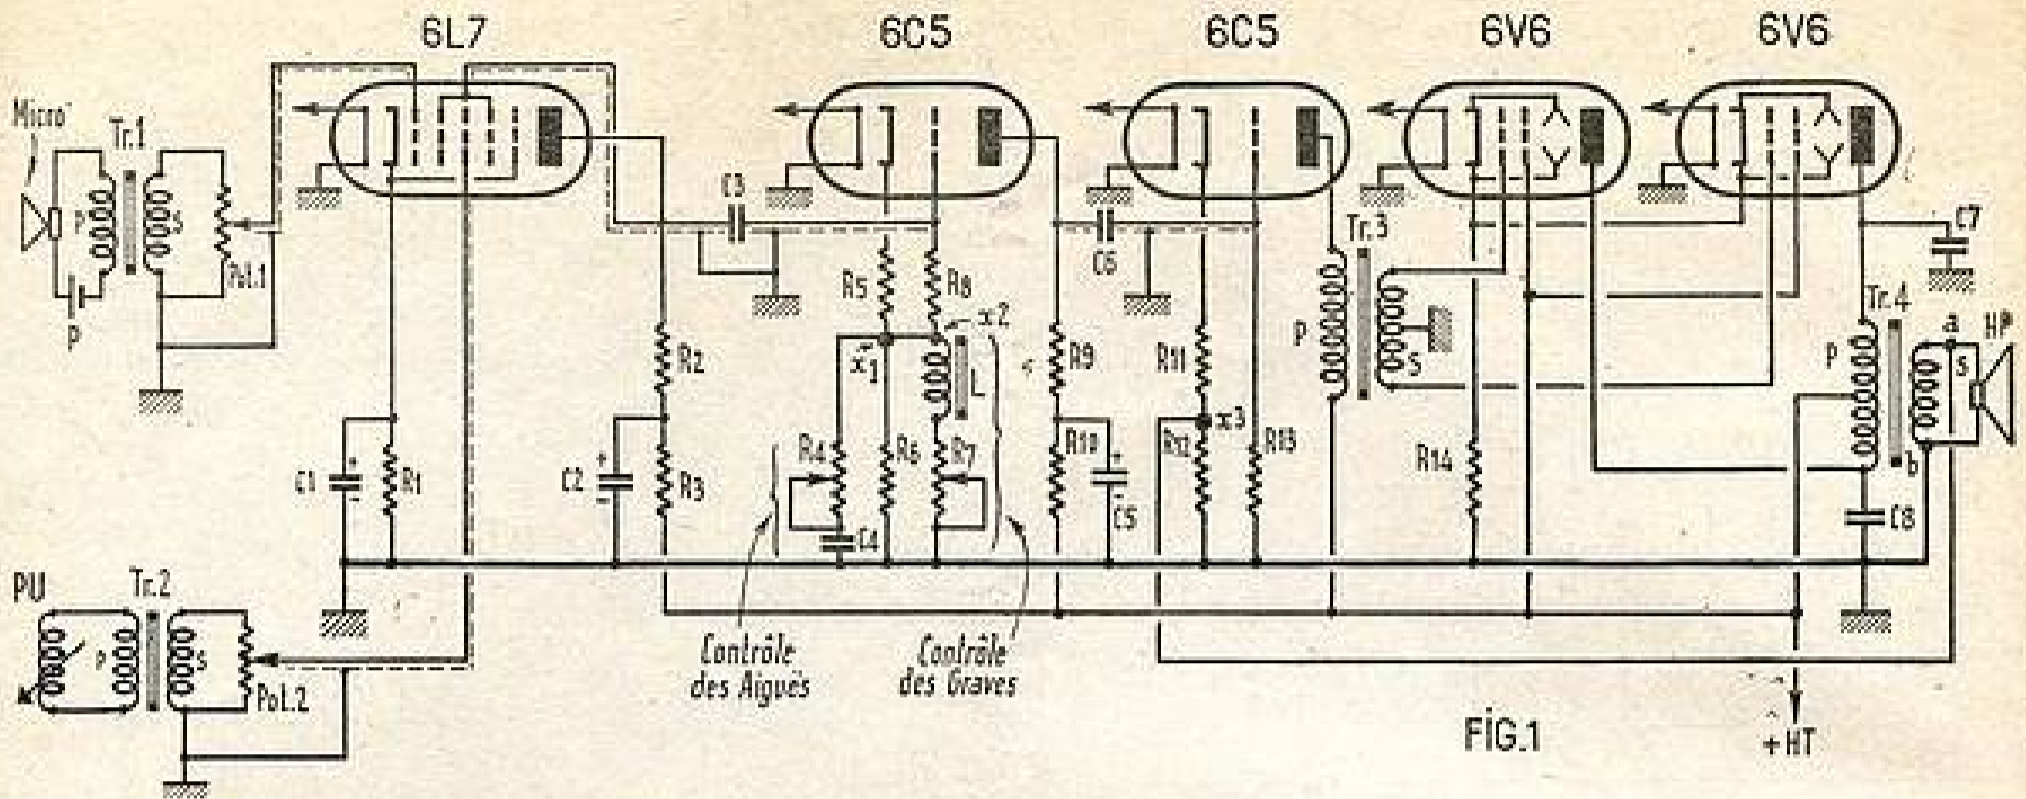 6L7
6C5
6C5
6V6
6V6
Micro
Tr.1
P
S
Pot.1
P
C3
C6
C7
Tr.3
P
S
R5
R8
x1
x2
L
R2
R9
R11
x3
Tr.4
P
S
a
b
HP
C1
R1
C2
R3
R4
R6
R7
C4
R10
C5
R12
R13
R14
C8
PU
Tr.2
P
S
Pot.2
Contrôle
des Aiguës
Contrôle
des Graves
FIG.1
+HT